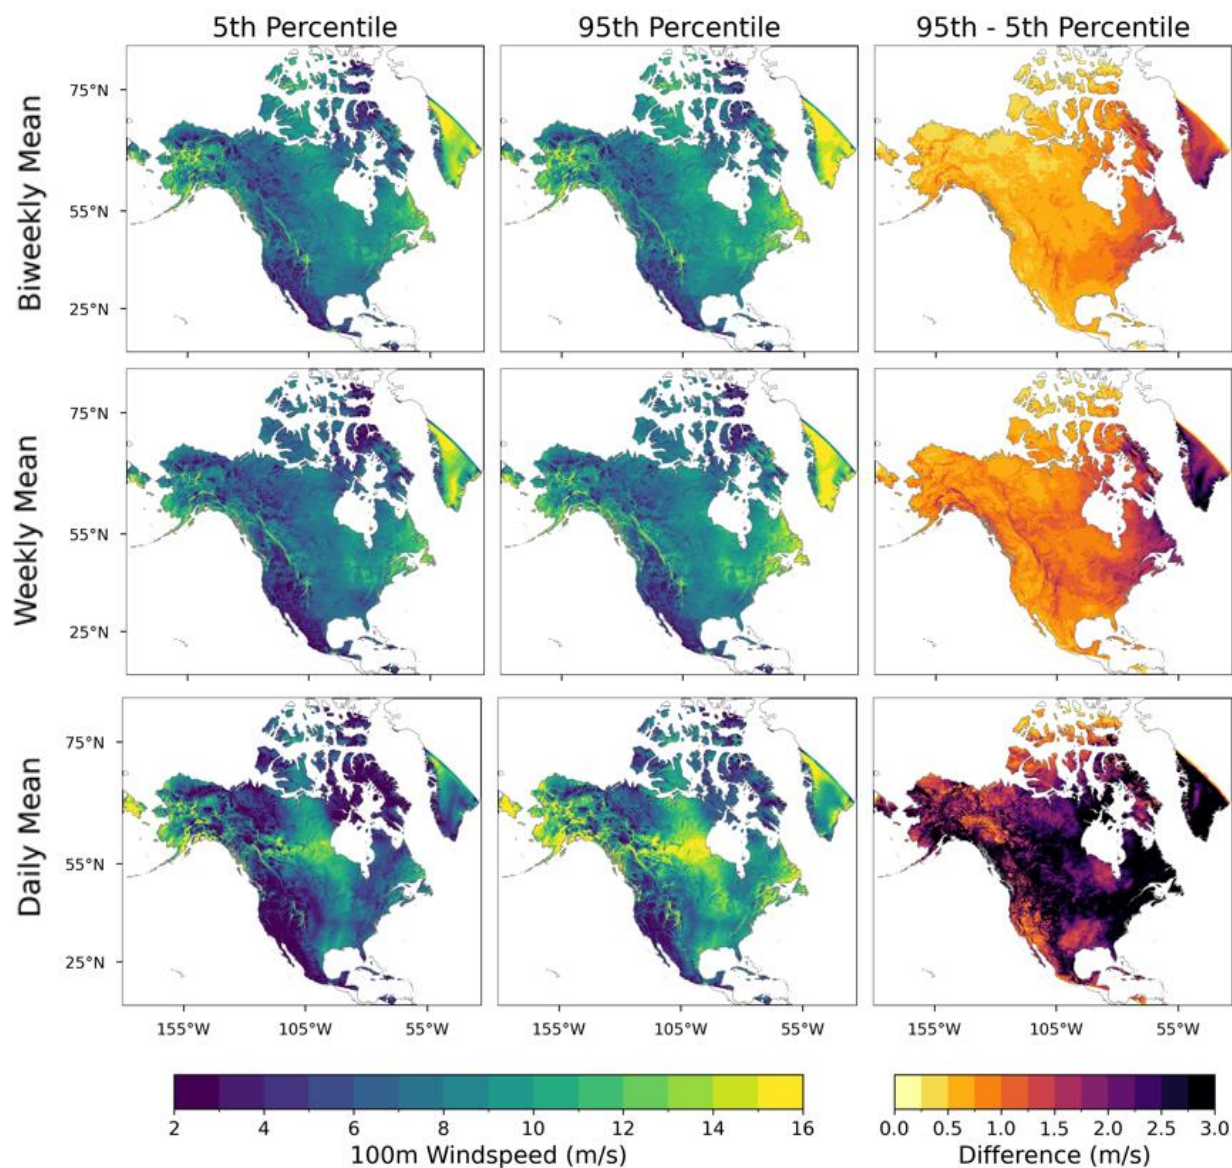 5th Percentile 95th Percentile 95th - 5th Percentile
Biweekly Mean
75°N
55°N
25°N
Weekly Mean
75°N
55°N
25°N
Daily Mean
75°N
55°N
25°N
155°W 105°W 55°W 155°W 105°W 55°W 155°W 105°W 55°W
2 4 6 8 10 12 14 16 0.0 0.5 1.0 1.5 2.0 2.5 3.0
100m Windspeed (m/s) Difference (m/s)